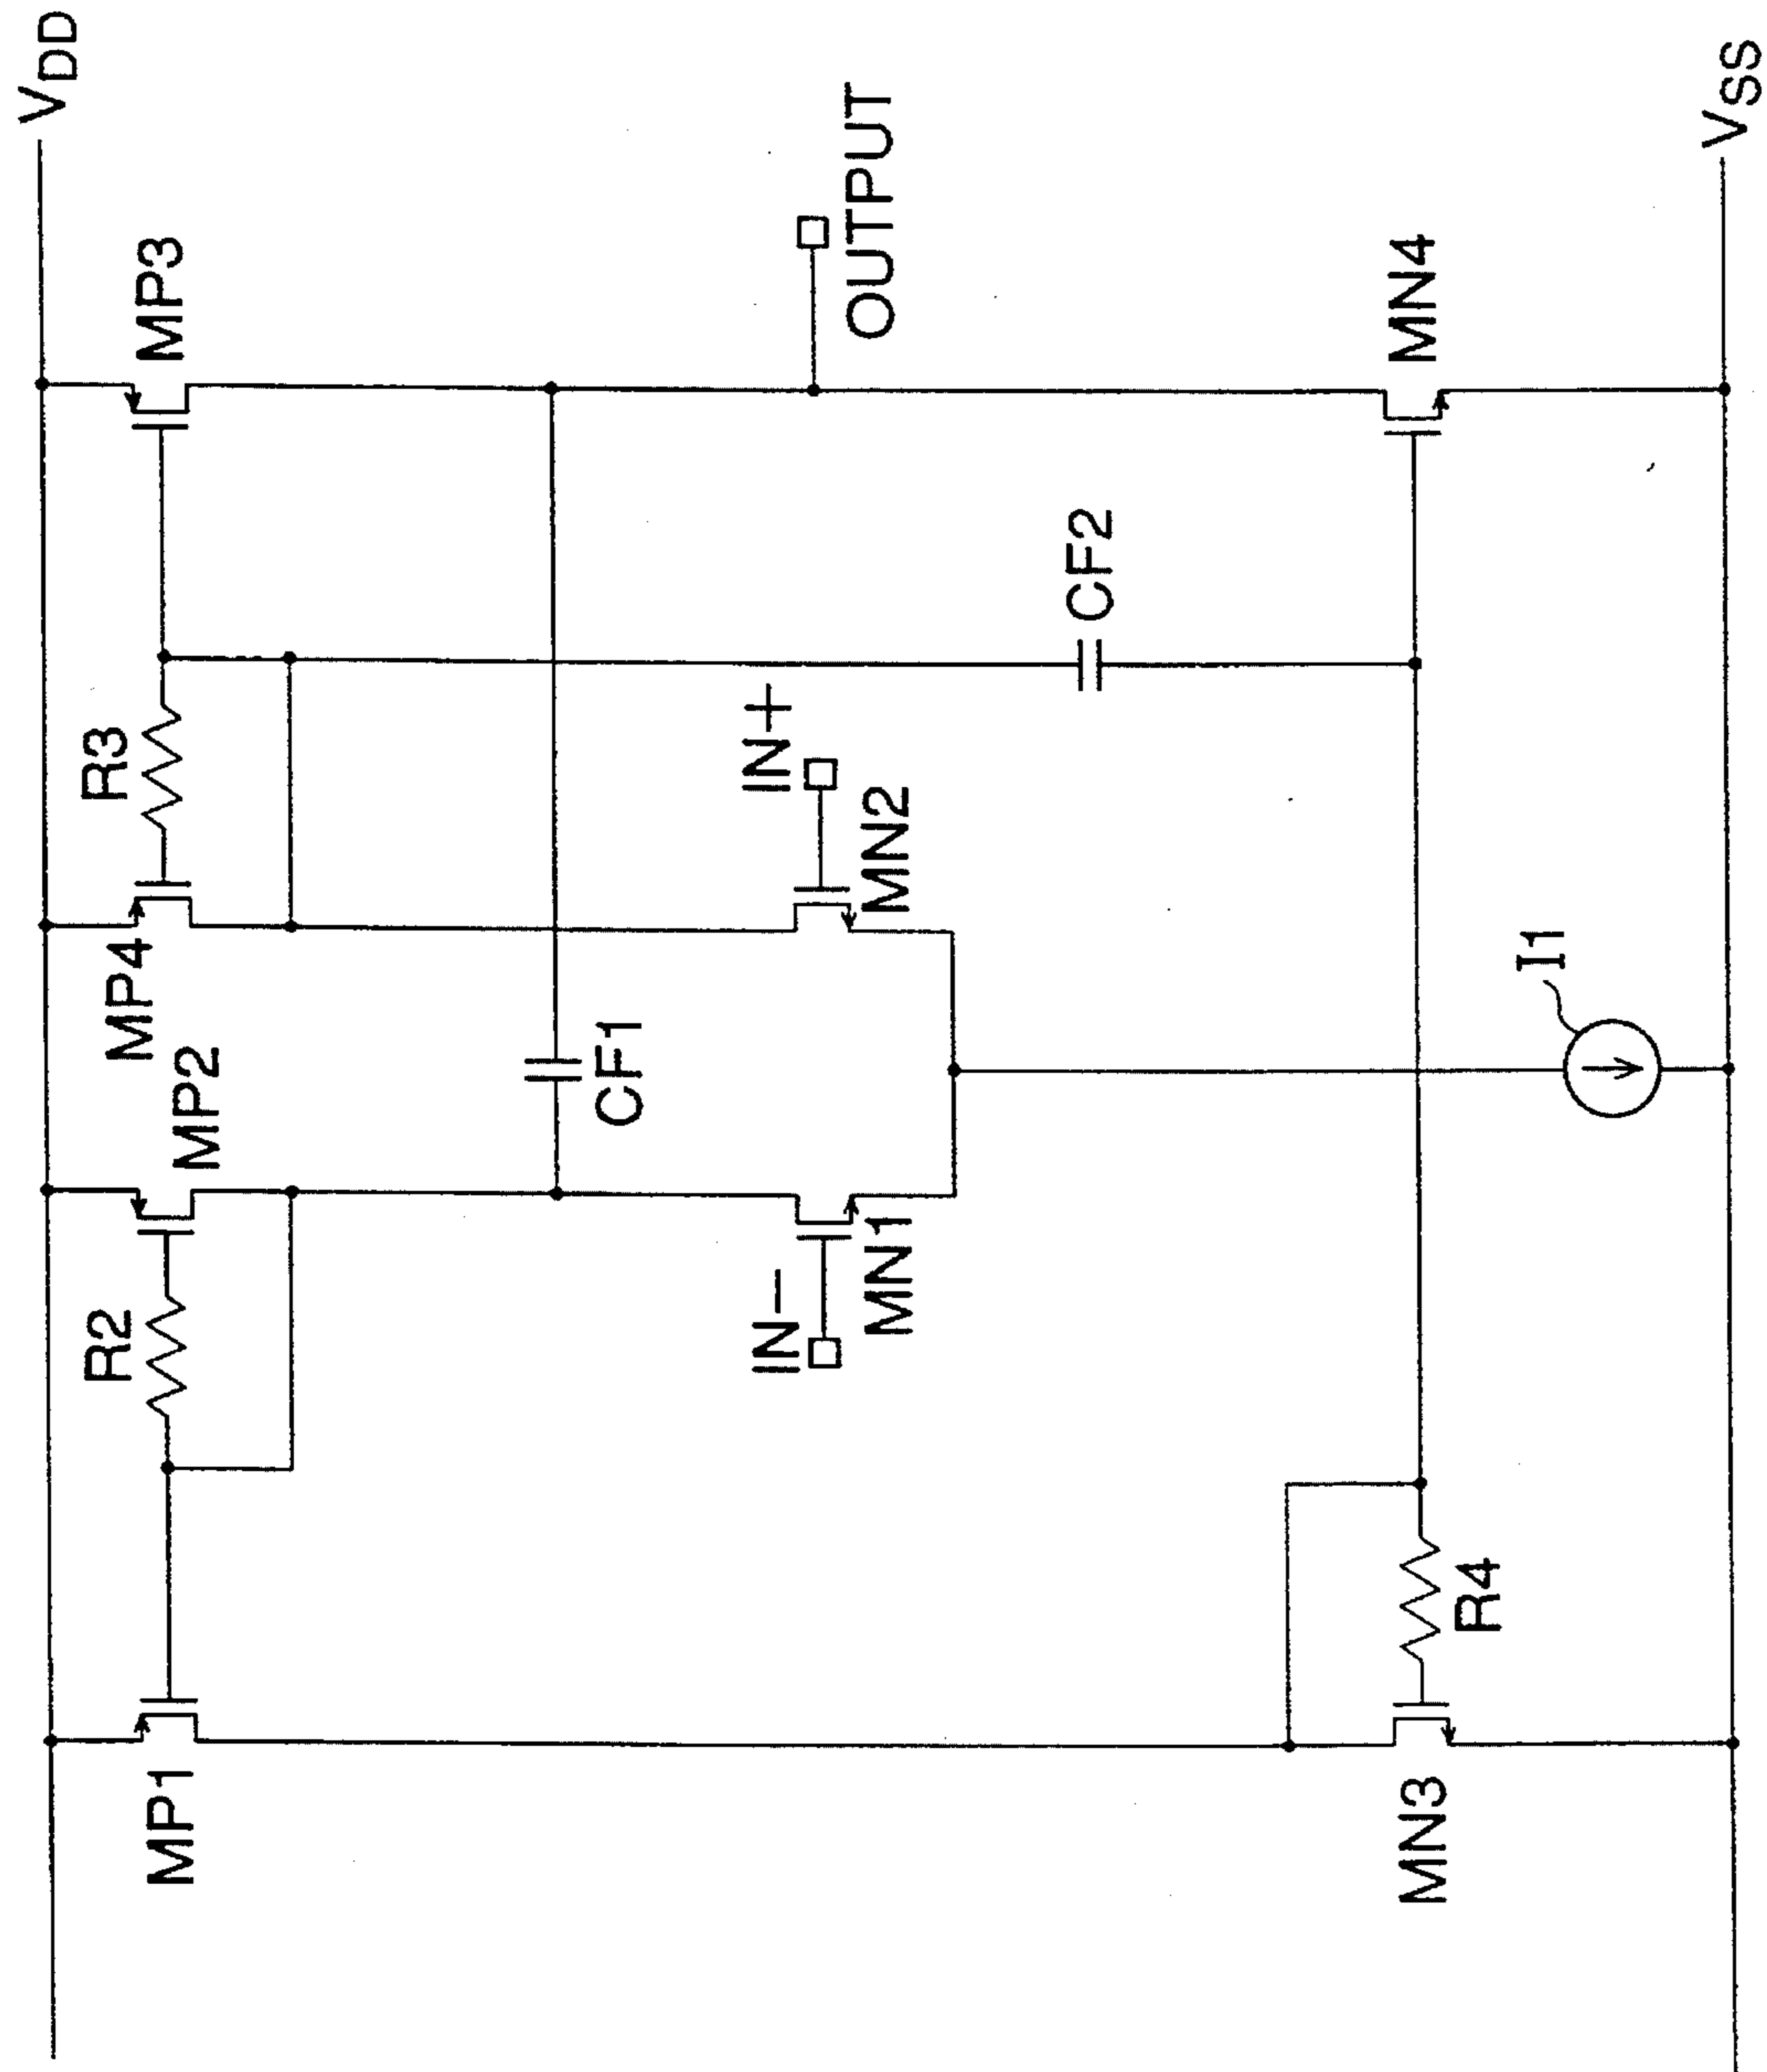 VDD
MP1
R2
MP2
MP4
R3
MP3
CF1
IN-
MN1
IN+
MN2
OUTPUT
CF2
MN3
R4
I1
MN4
VSS